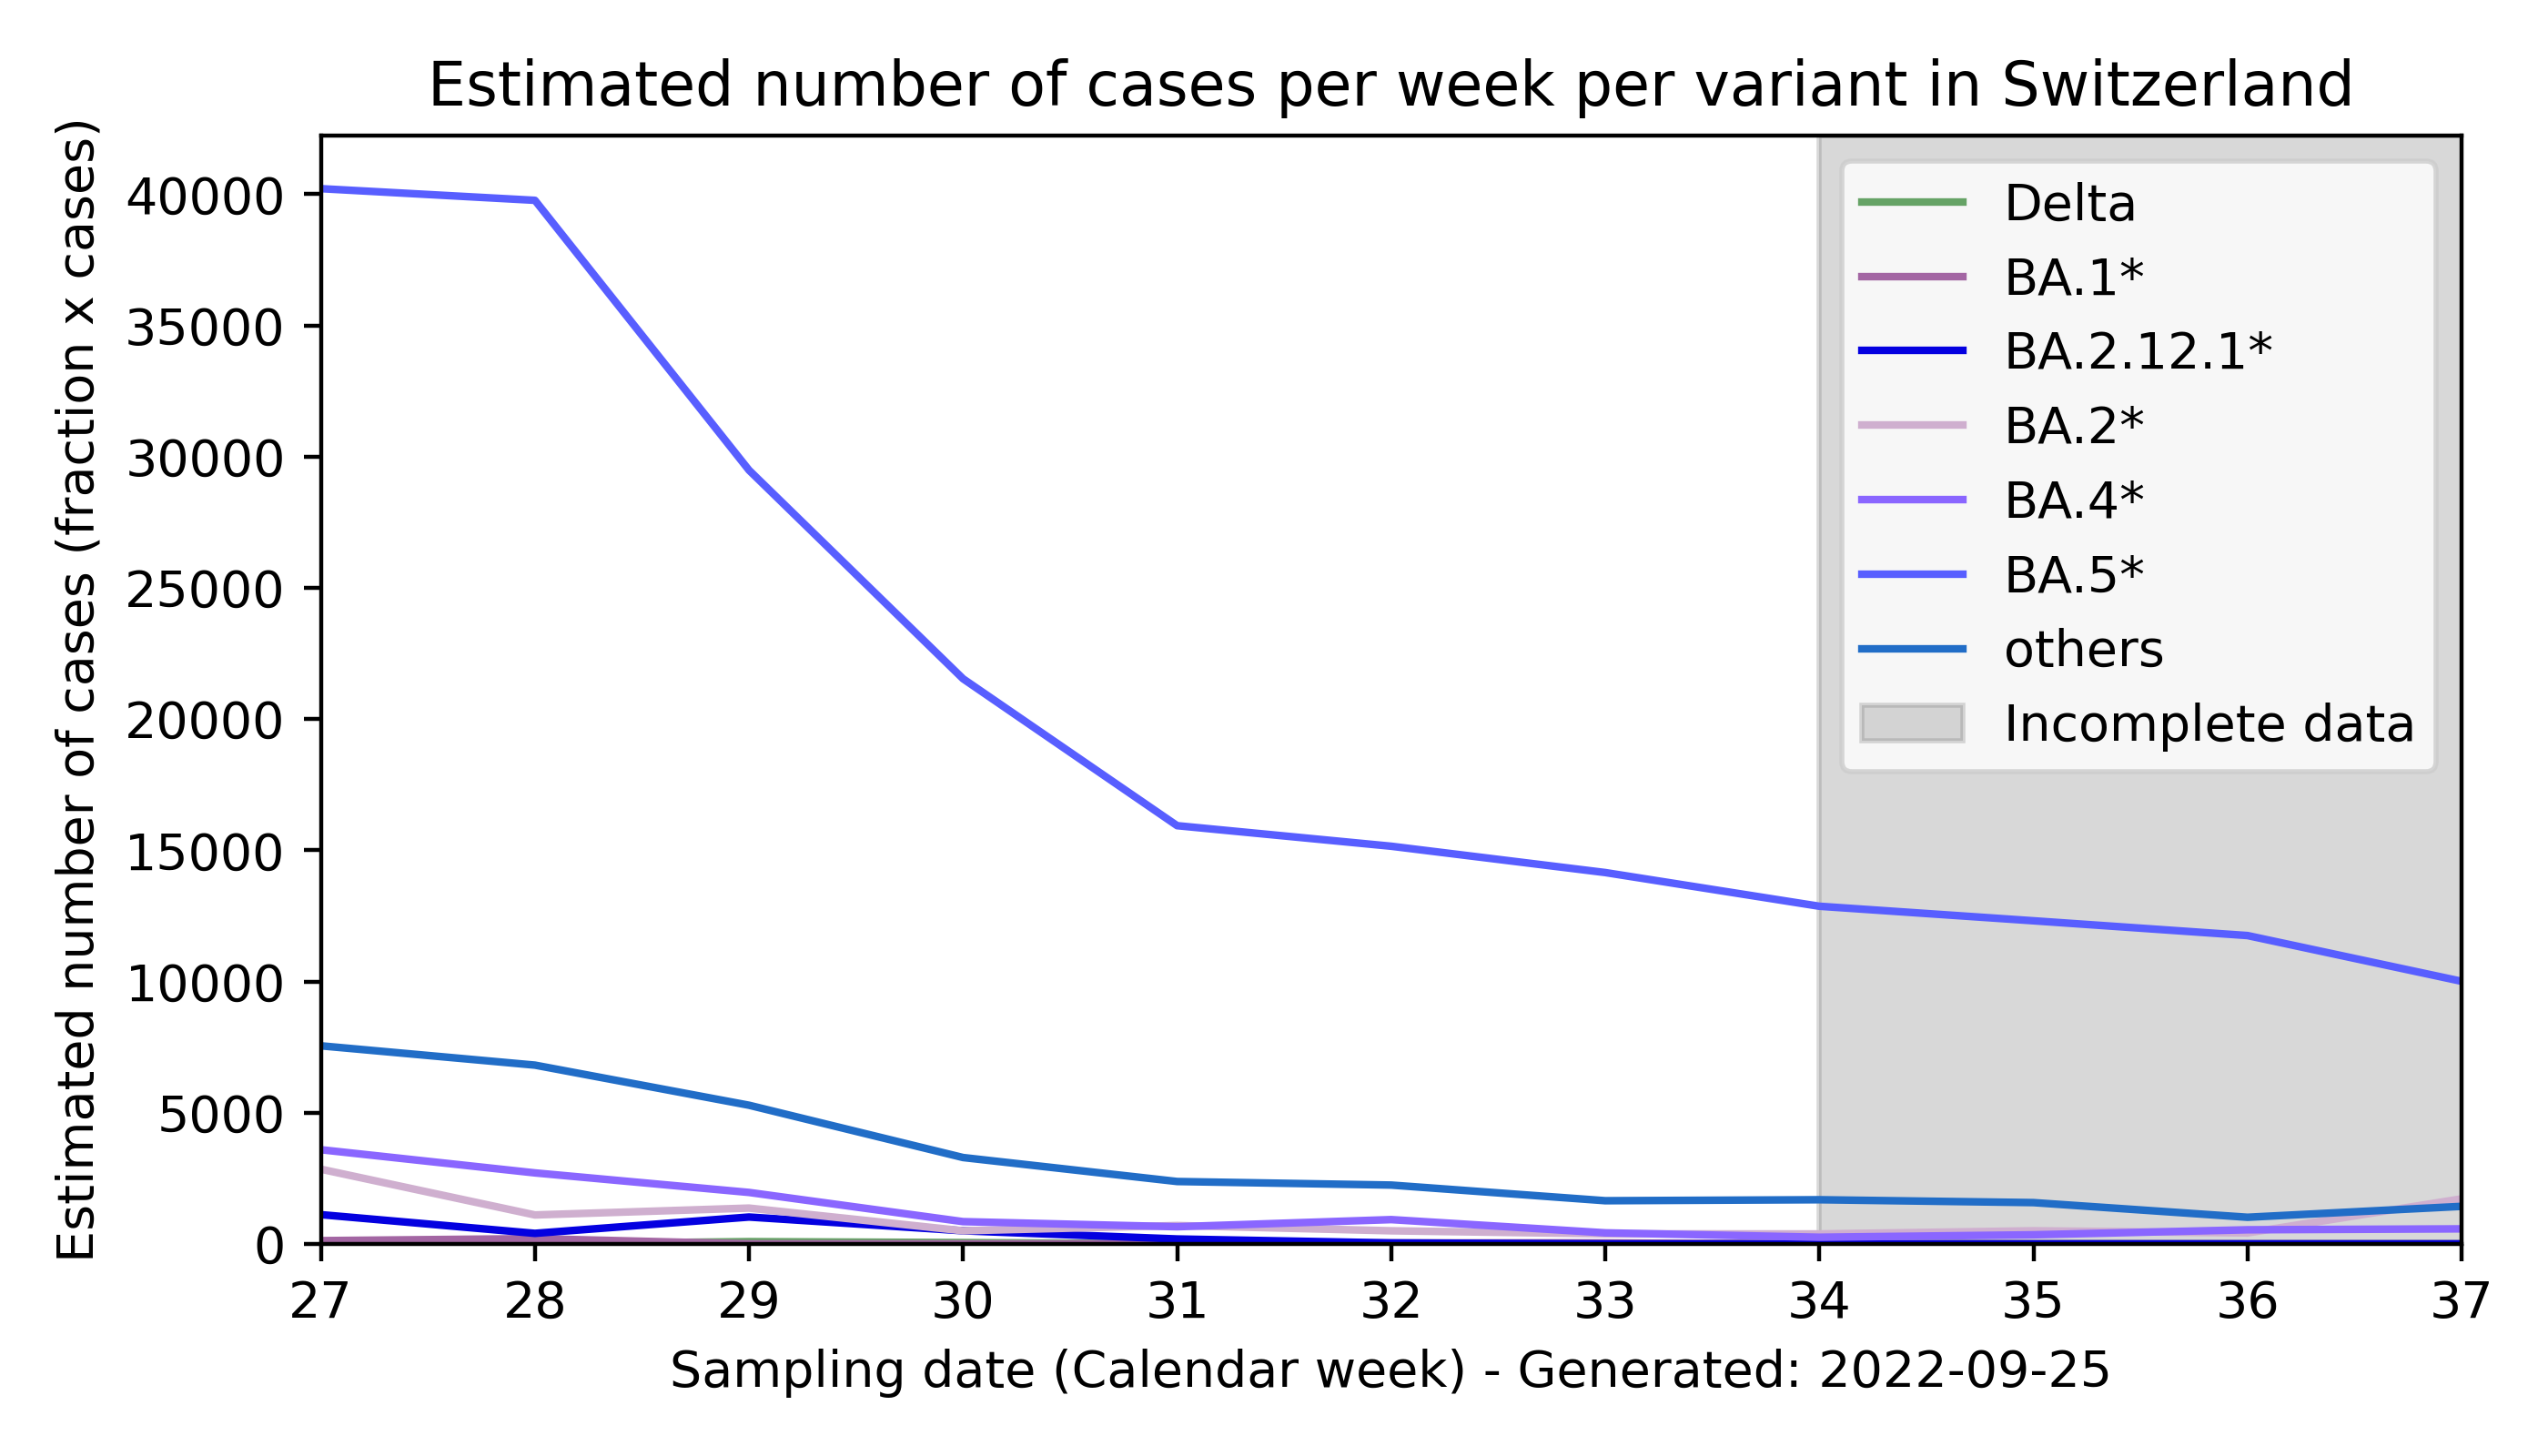 Estimated number of cases per week per variant in Switzerland
Estimated number of cases (fraction x cases)
40000
35000
30000
25000
20000
15000
10000
5000
0
Delta
BA.1*
BA.2.12.1*
BA.2*
BA.4*
BA.5*
others
Incomplete data
27 28 29 30 31 32 33 34 35 36 37
Sampling date (Calendar week) - Generated: 2022-09-25